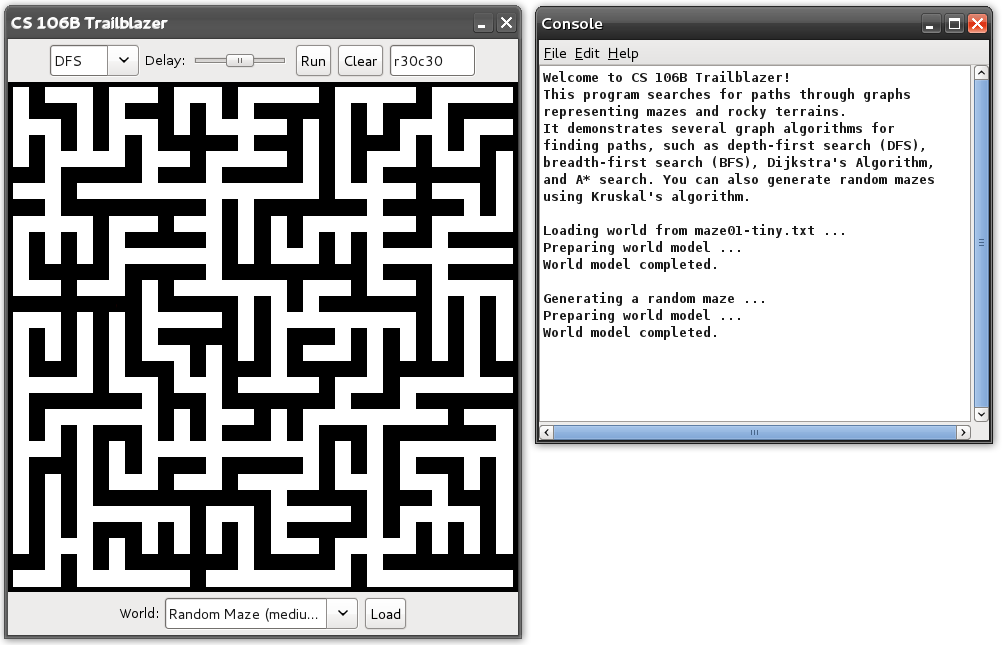 CS 106B Trailblazer
DFS Delay: Run Clear r30c30
World: Random Maze (mediu... Load
Console
File Edit Help
Welcome to CS 106B Trailblazer!
This program searches for paths through graphs
representing mazes and rocky terrains.
It demonstrates several graph algorithms for
finding paths, such as depth-first search (DFS),
breadth-first search (BFS), Dijkstra's Algorithm,
and A* search. You can also generate random mazes
using Kruskal's algorithm.
Loading world from maze01-tiny.txt ...
Preparing world model ...
World model completed.
Generating a random maze ...
Preparing world model ...
World model completed.